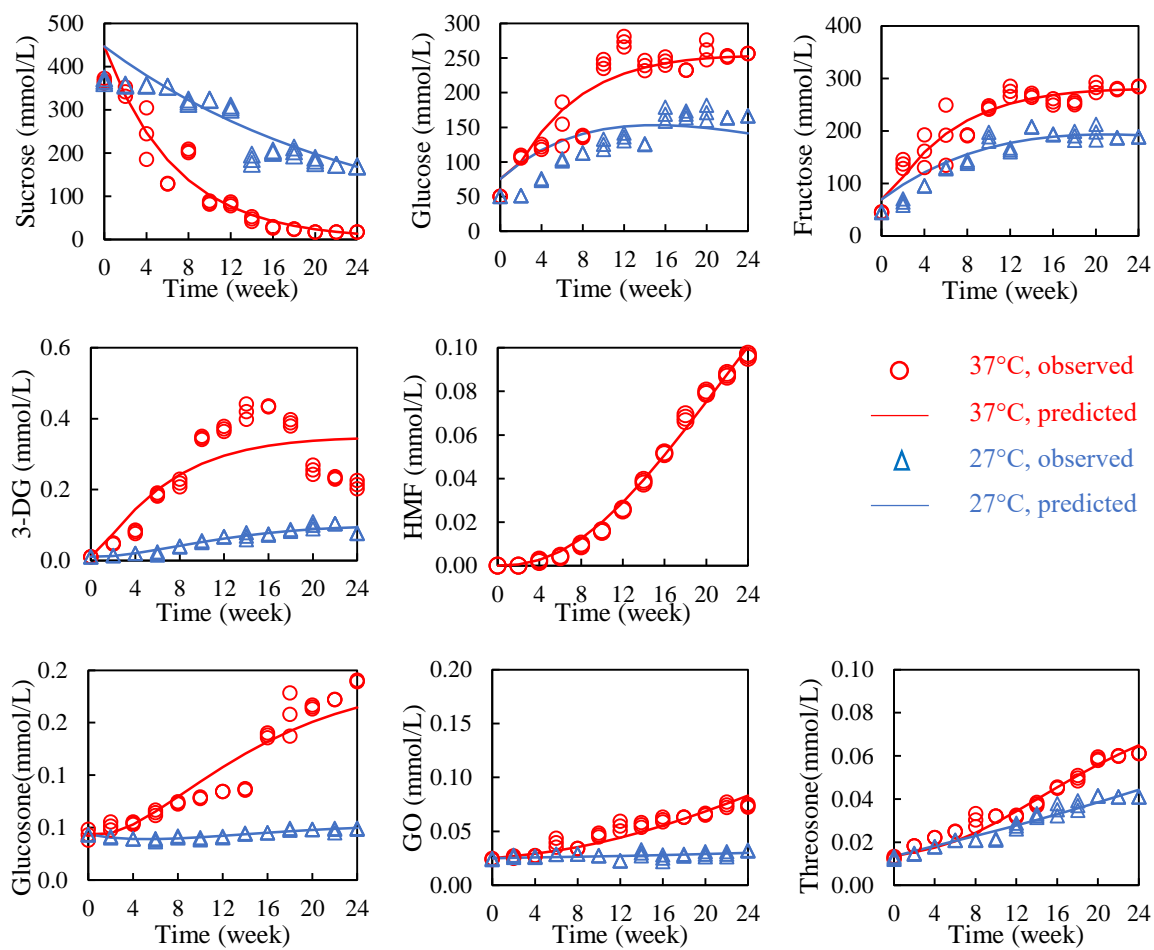 Sucrose (mmol/L)
500
400
300
200
100
0
0 4 8 12 16 20 24
Time (week)
Glucose (mmol/L)
300
250
200
150
100
50
0
0 4 8 12 16 20 24
Time (week)
Fructose (mmol/L)
400
300
200
100
0
0 4 8 12 16 20 24
Time (week)
3-DG (mmol/L)
0.6
0.4
0.2
0.0
0 4 8 12 16 20 24
Time (week)
HMF (mmol/L)
0.10
0.08
0.06
0.04
0.02
0.00
0 4 8 12 16 20 24
Time (week)
37°C, observed
37°C, predicted
27°C, observed
27°C, predicted
Glucosone(mmol/L)
0.2
0.2
0.1
0.1
0.0
0 4 8 12 16 20 24
Time (week)
GO (mmol/L)
0.20
0.15
0.10
0.05
0.00
0 4 8 12 16 20 24
Time (week)
Threosone(mmol/L)
0.10
0.08
0.06
0.04
0.02
0.00
0 4 8 12 16 20 24
Time (week)